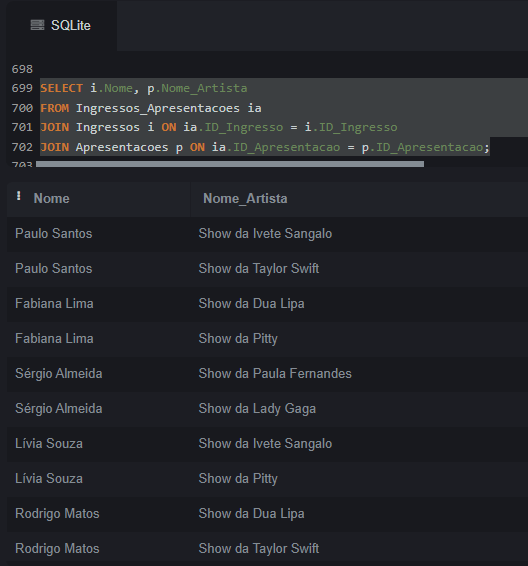 SQLite
698
699 SELECT i.Nome, p.Nome_Artista
700 FROM Ingressos_Apresentacoes ia
701 JOIN Ingressos i ON ia.ID_Ingresso = i.ID_Ingresso
702 JOIN Apresentacoes p ON ia.ID_Apresentacao = p.ID_Apresentacao;
703
Nome Nome_Artista
Paulo Santos Show da Ivete Sangalo
Paulo Santos Show da Taylor Swift
Fabiana Lima Show da Dua Lipa
Fabiana Lima Show da Pitty
Sérgio Almeida Show da Paula Fernandes
Sérgio Almeida Show da Lady Gaga
Lívia Souza Show da Ivete Sangalo
Lívia Souza Show da Pitty
Rodrigo Matos Show da Dua Lipa
Rodrigo Matos Show da Taylor Swift